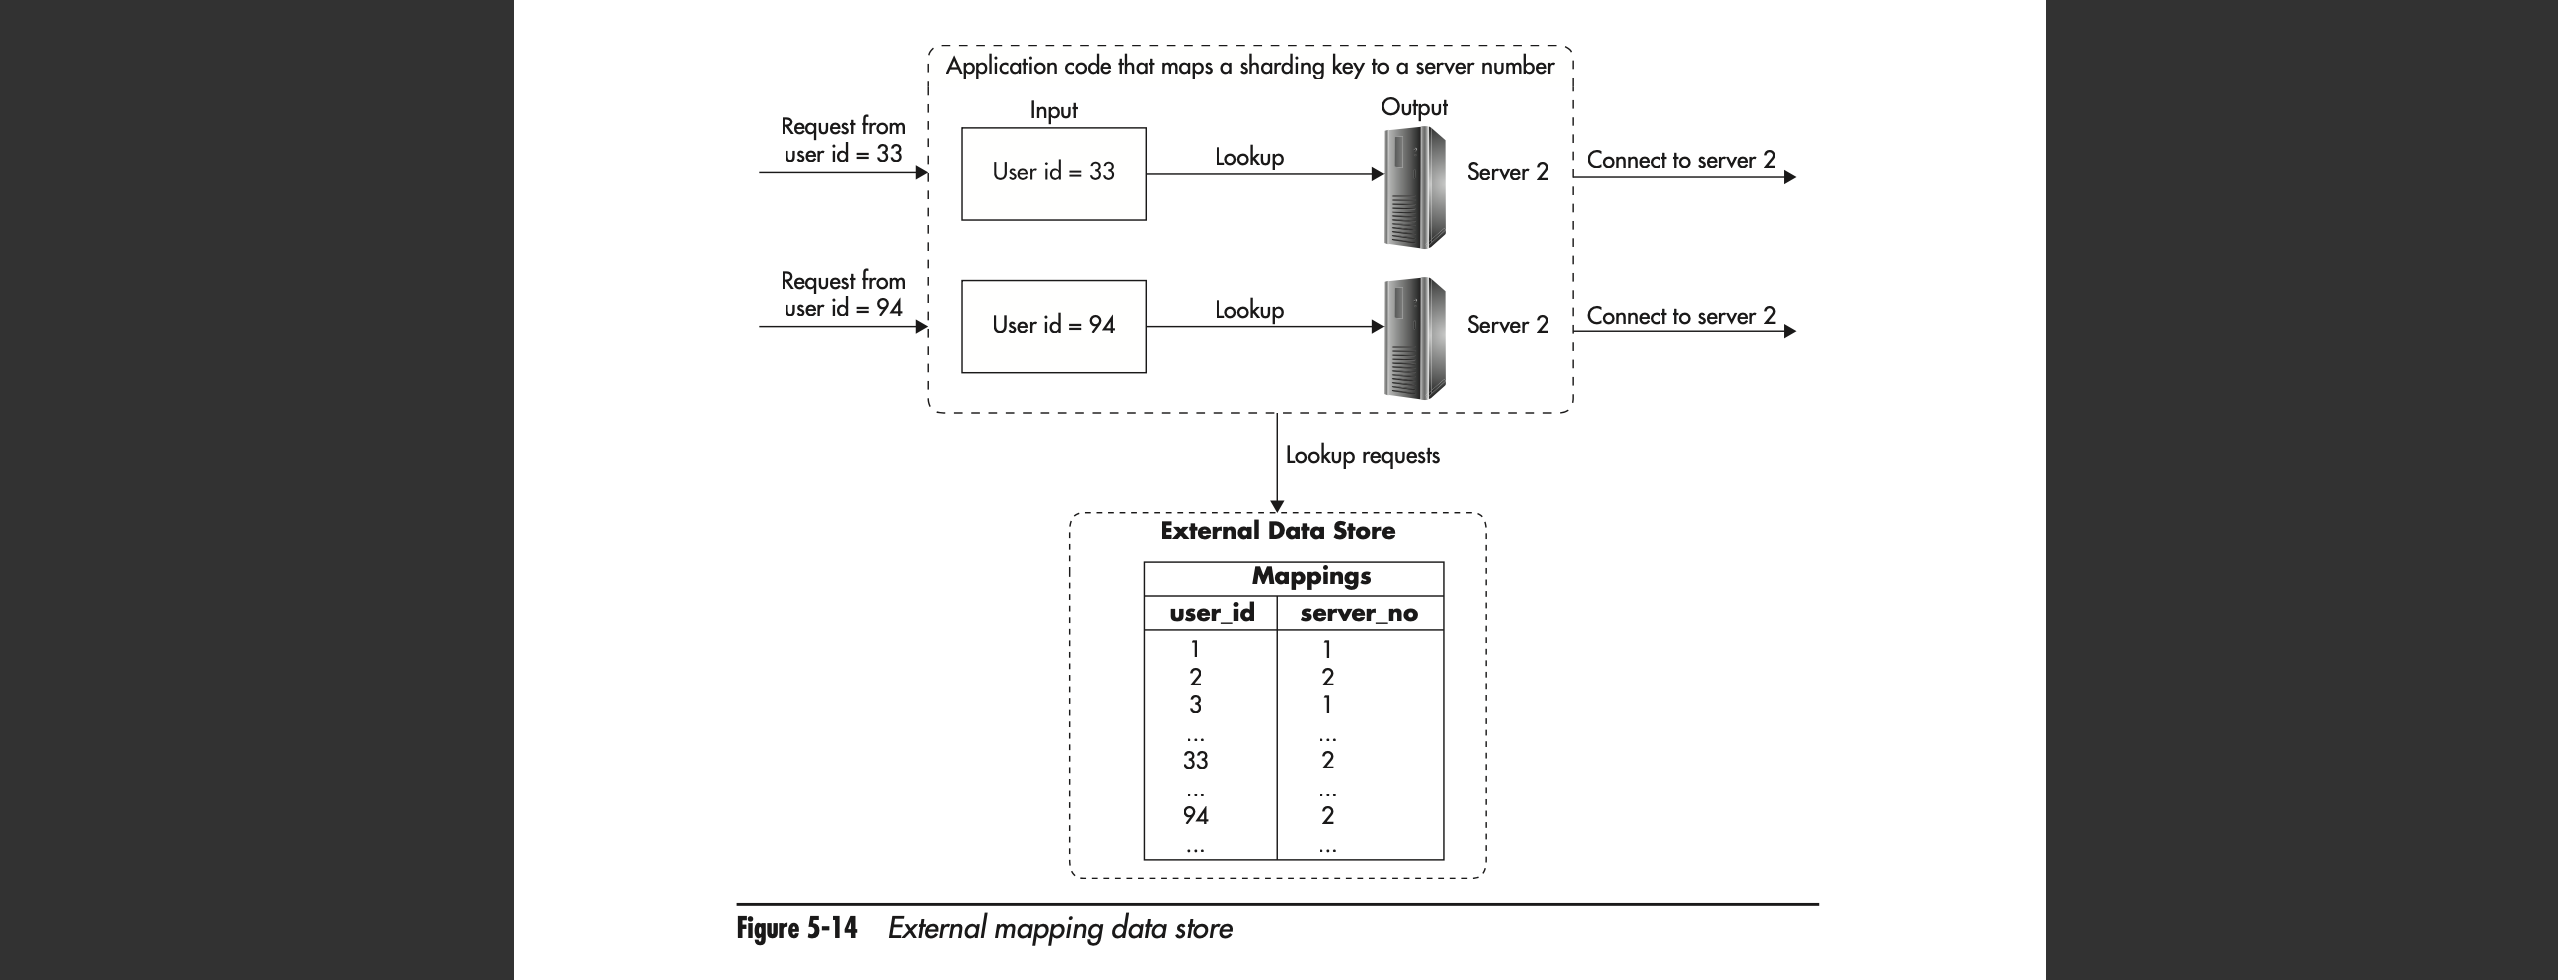 Application code that maps a sharding key to a server number
Input
Output
Request from
user id = 33
User id = 33
Lookup
Server 2
Connect to server 2
Request from
user id = 94
User id = 94
Lookup
Server 2
Connect to server 2
Lookup requests
External Data Store
Mappings
user_id server_no
1 1
2 2
3 1
... ...
33 2
... ...
94 2
... ...
Figure 5-14 External mapping data store